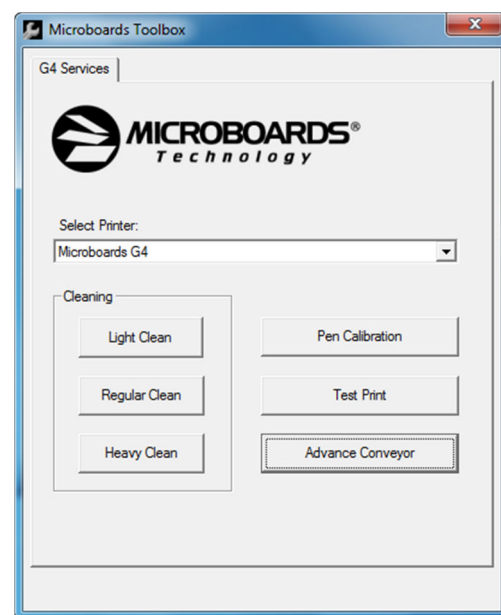 Microboards Toolbox
G4 Services
MICROBOARDS®
Technology
Select Printer:
Microboards G4
Cleaning
Light Clean
Pen Calibration
Regular Clean
Test Print
Heavy Clean
Advance Conveyor